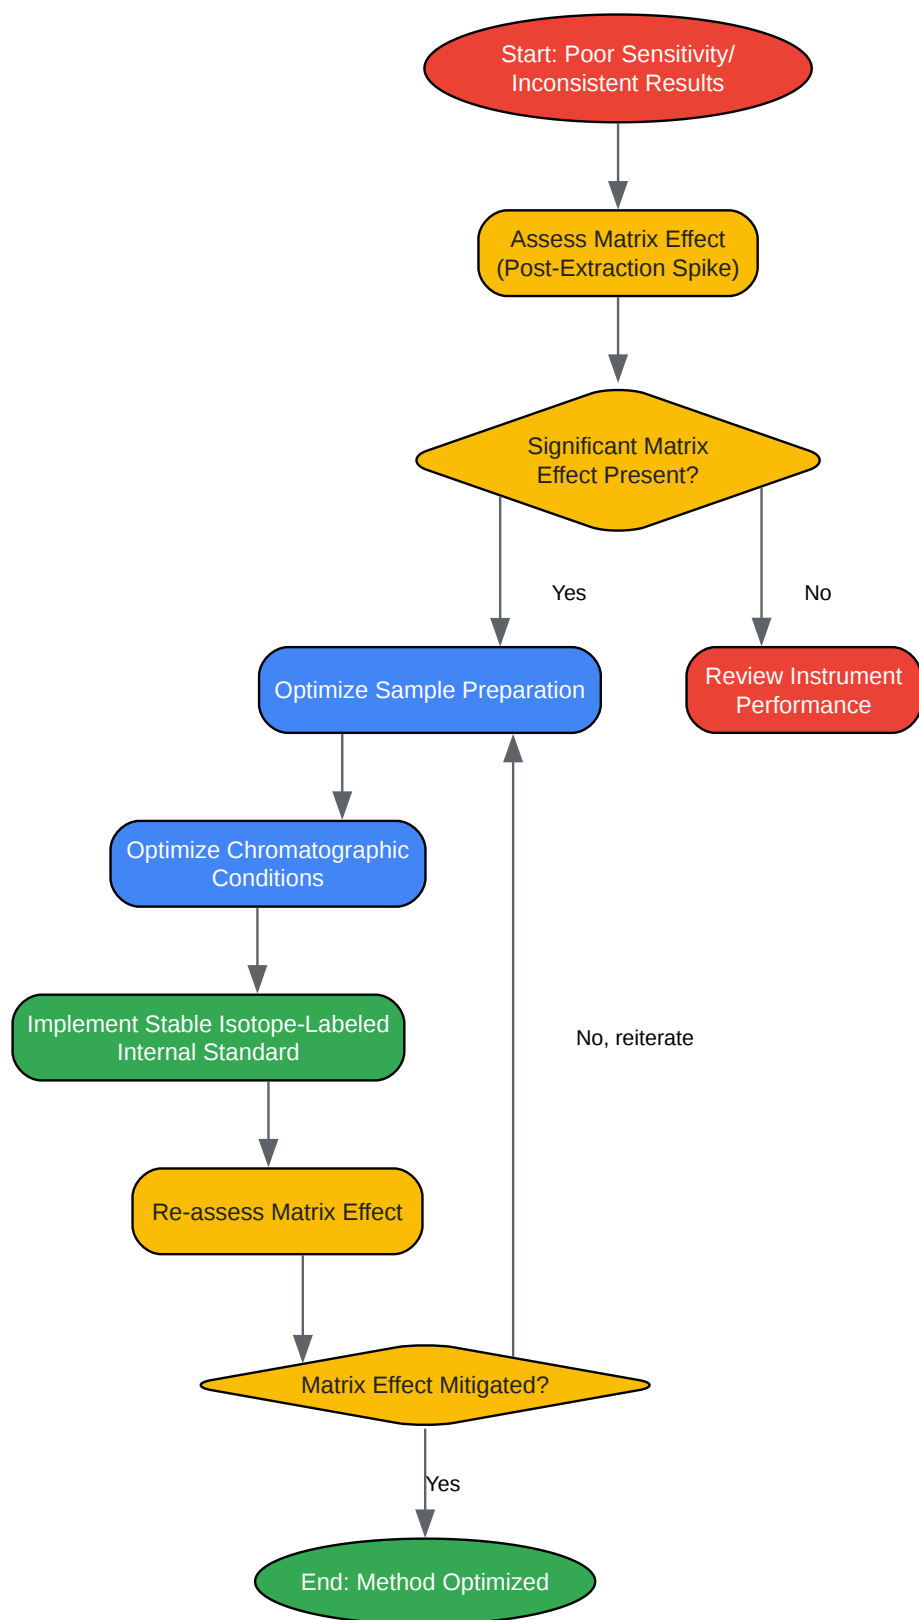 Start: Poor Sensitivity/
Inconsistent Results
Assess Matrix Effect
(Post-Extraction Spike)
Significant Matrix
Effect Present?
Yes
No
Optimize Sample Preparation
Review Instrument
Performance
Optimize Chromatographic
Conditions
Implement Stable Isotope-Labeled
Internal Standard
No, reiterate
Re-assess Matrix Effect
Matrix Effect Mitigated?
Yes
End: Method Optimized